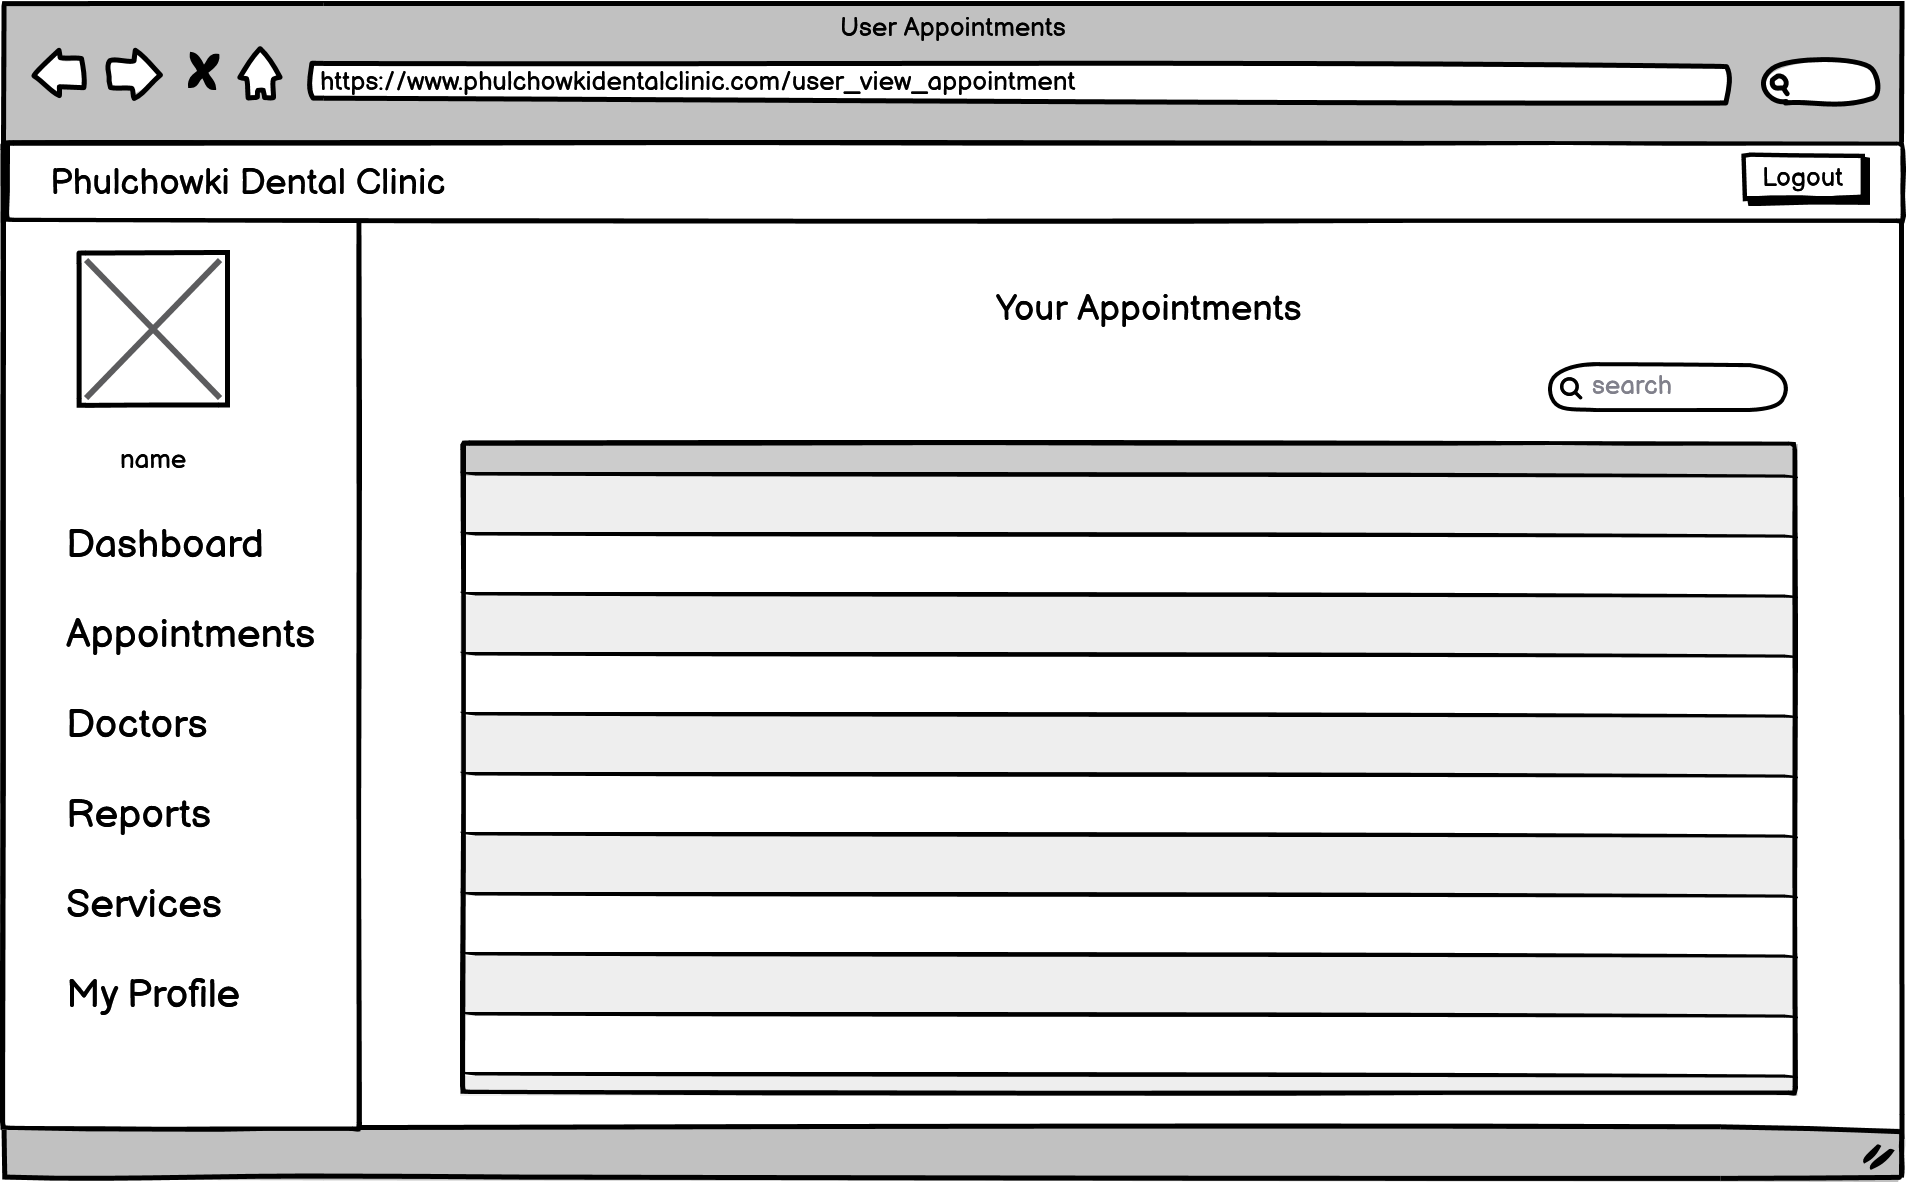 User Appointments
https://www.phulchowkidentalclinic.com/user_view_appointment
Phulchowki Dental Clinic
Logout
name
Dashboard
Appointments
Doctors
Reports
Services
My Profile
Your Appointments
search